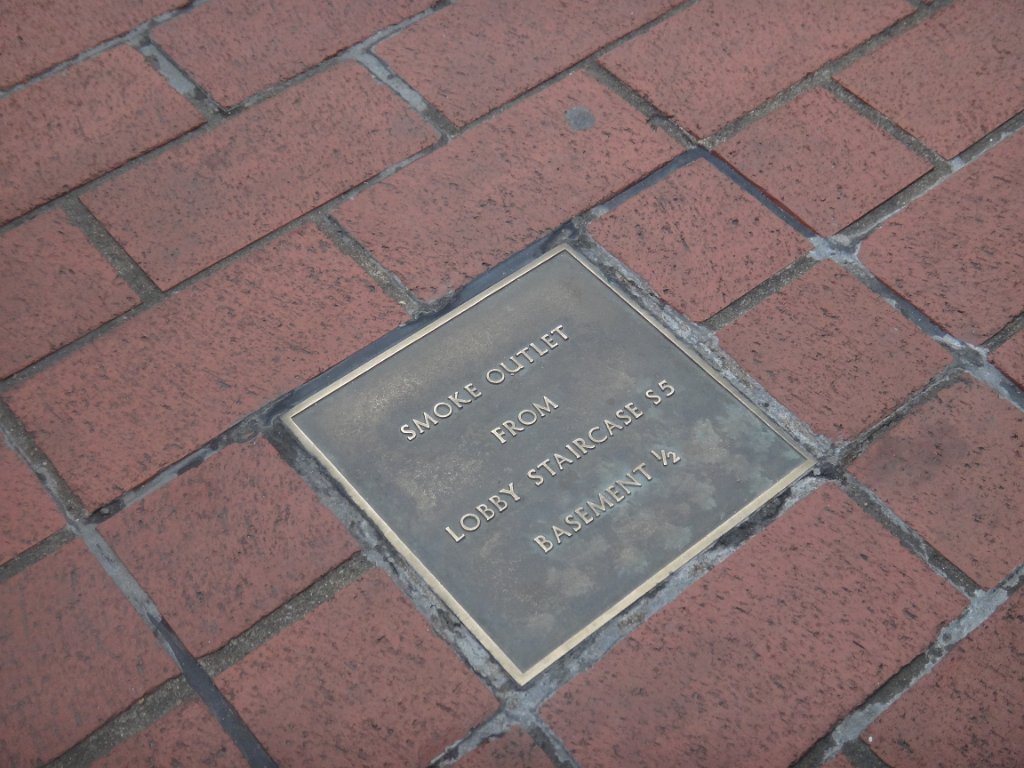 SMOKE OUTLET
FROM
LOBBY STAIRCASE S5
BASEMENT ½